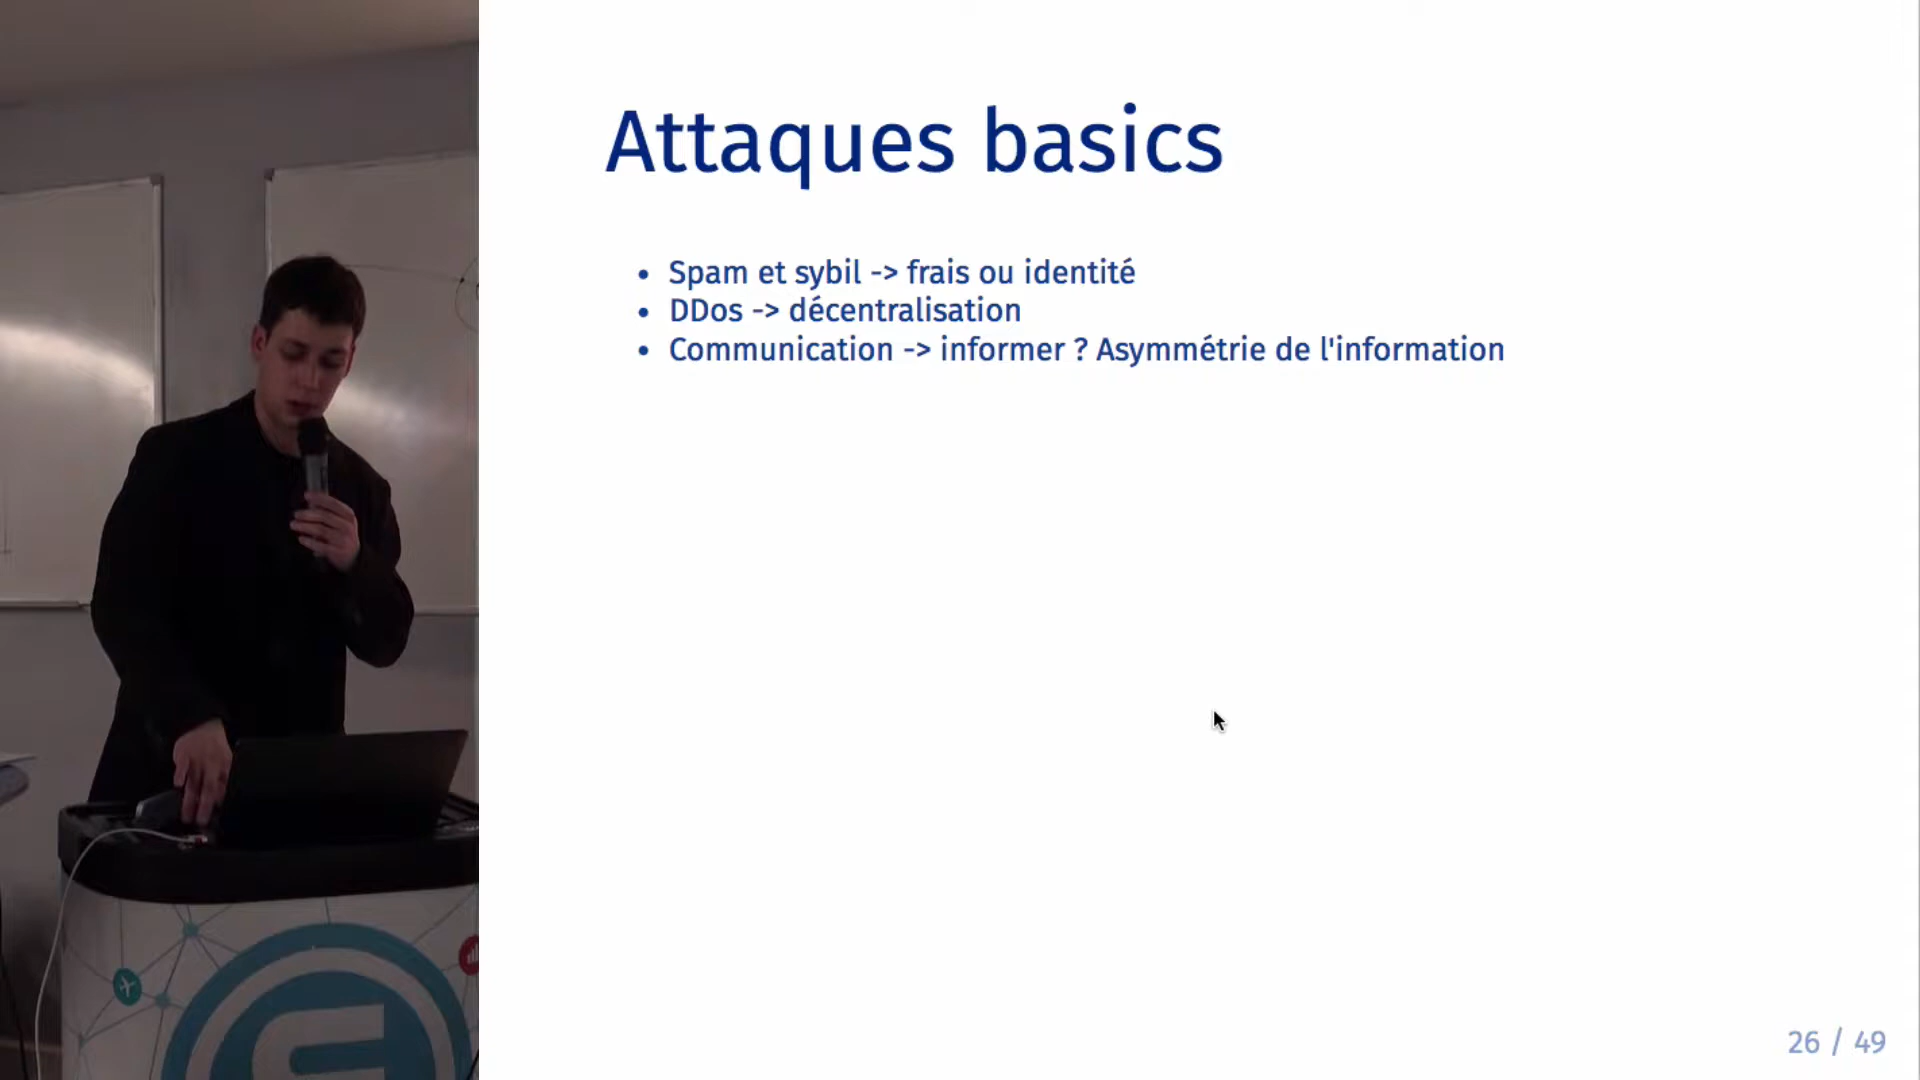 Attaques basics
Spam et sybil -> frais ou identité
DDos -> décentralisation
Communication -> informer ? Asymmétrie de l'information
26 / 49